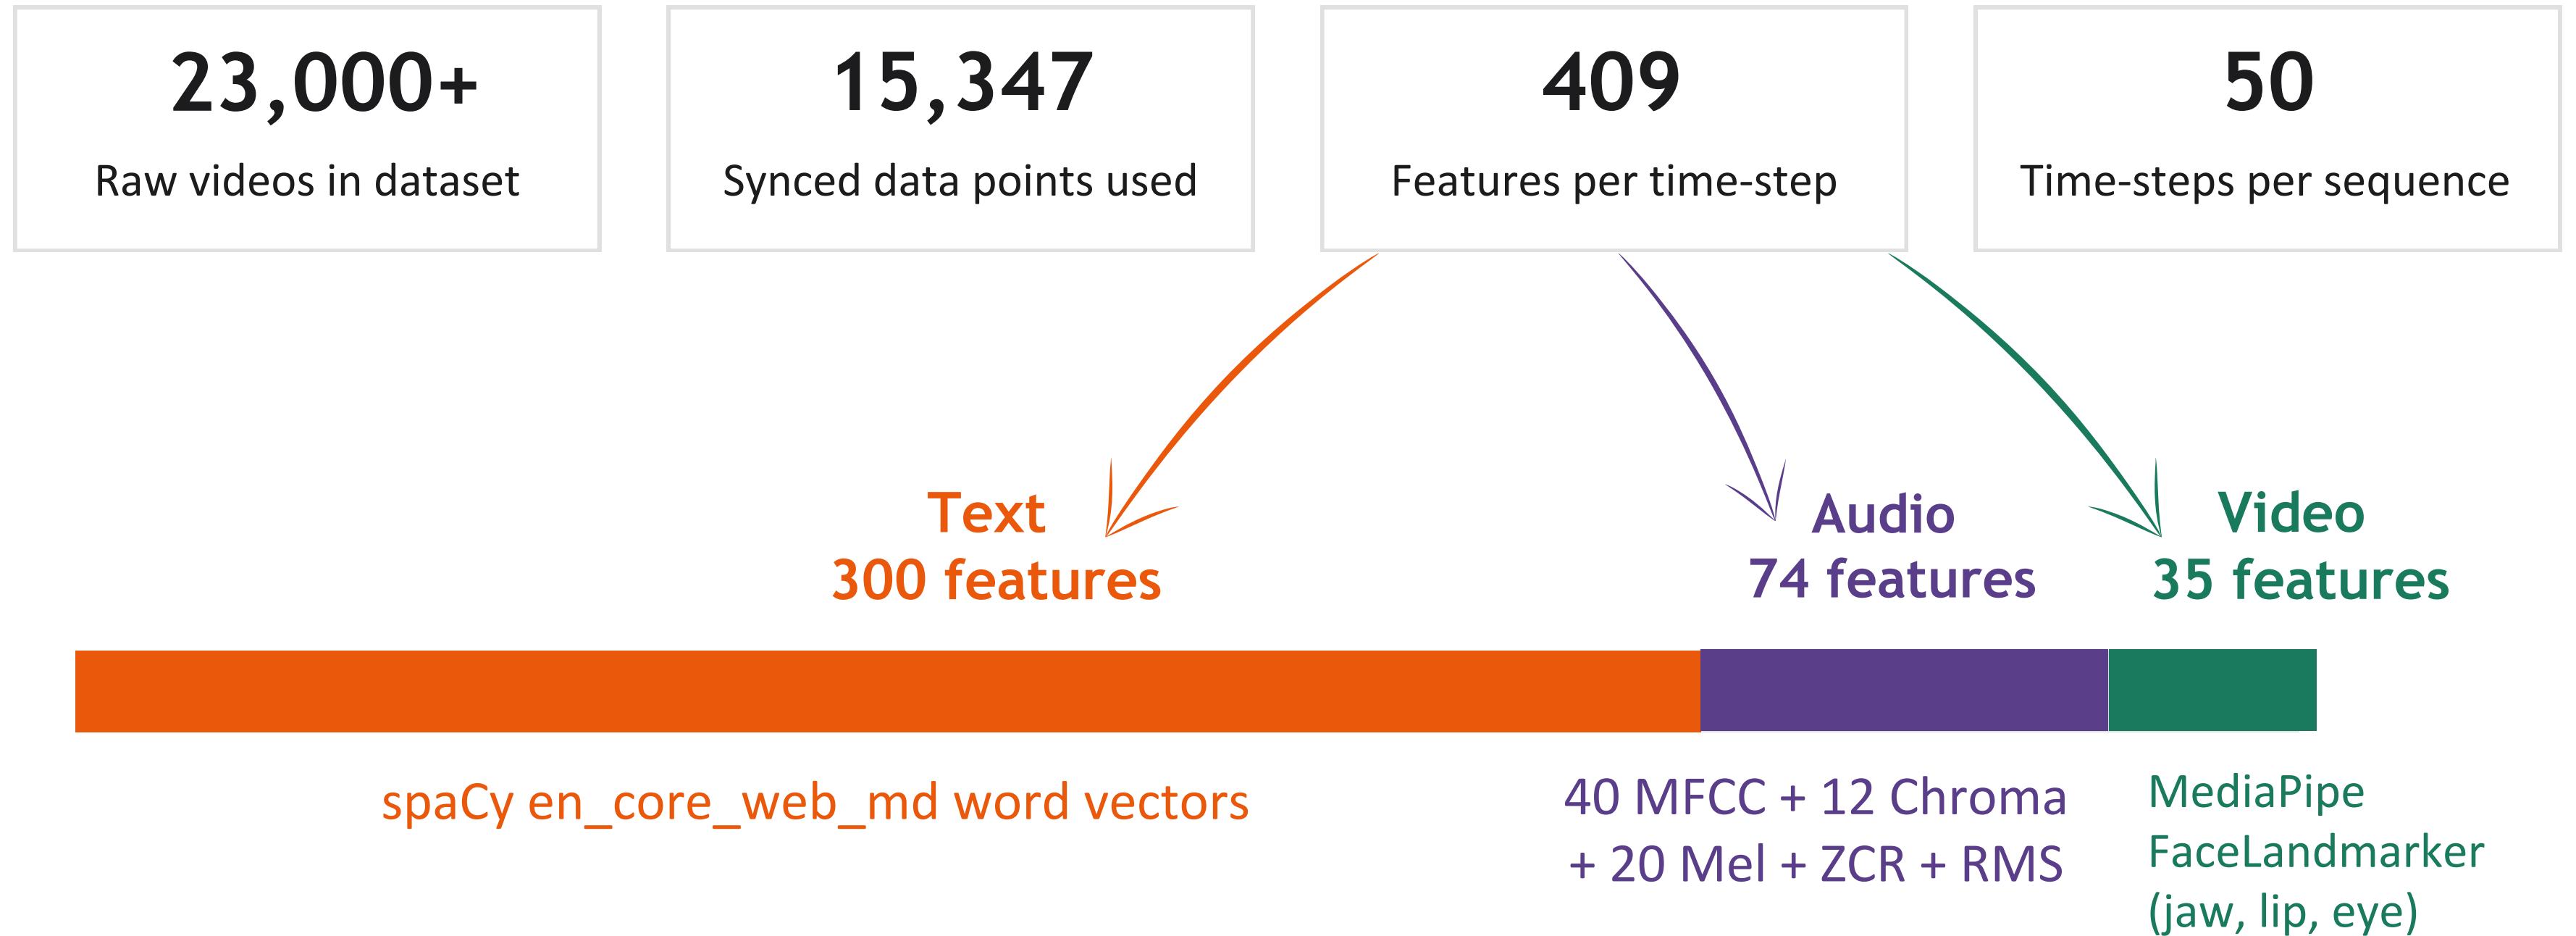 23,000+
Raw videos in dataset
15,347
Synced data points used
409
Features per time-step
50
Time-steps per sequence
Text
300 features
Audio
74 features
Video
35 features
spaCy en_core_web_md word vectors
40 MFCC + 12 Chroma
+ 20 Mel + ZCR + RMS
MediaPipe
FaceLandmarker
(jaw, lip, eye)